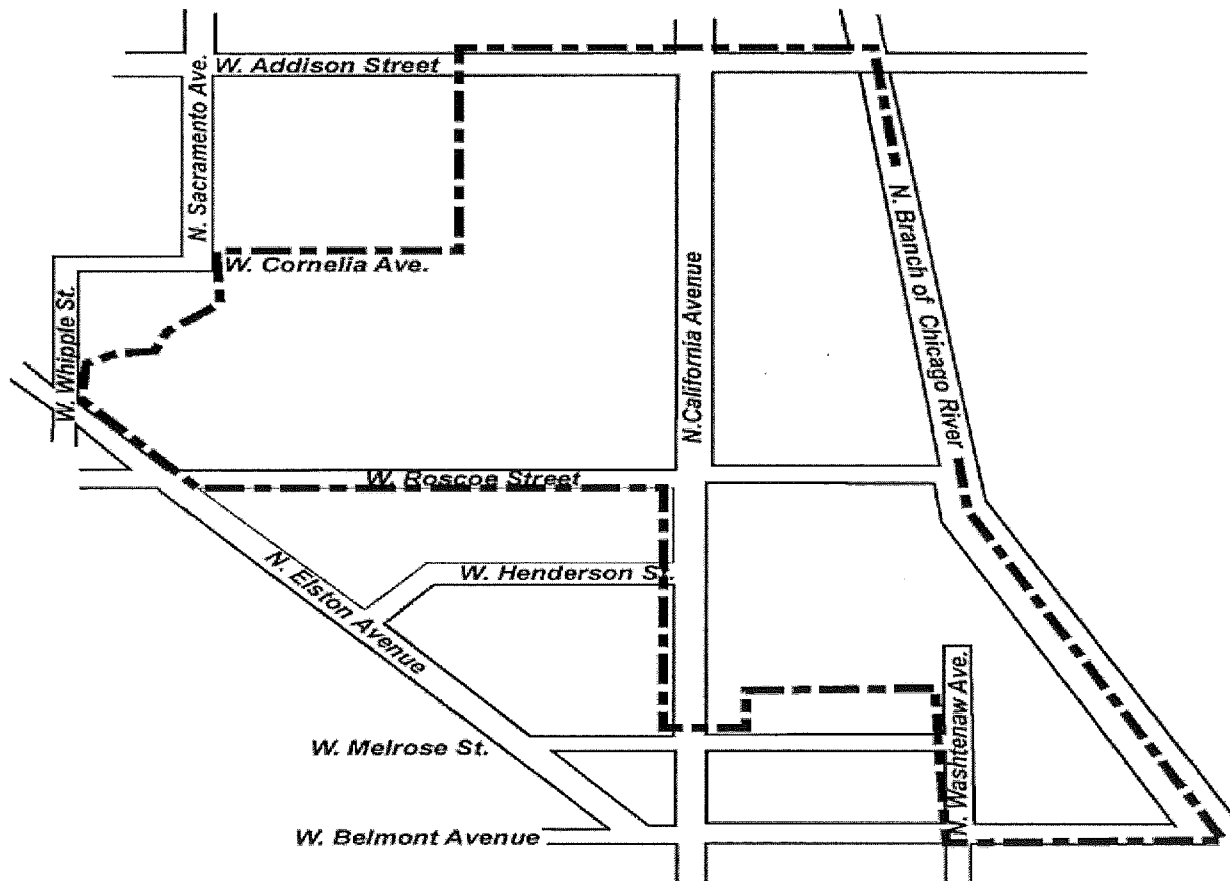 W. Addison Street
N. Sacramento Ave.
W. Cornelia Ave.
N. Branch of Chicago River
W. Whipple St.
N.California Avenue
W. Roscoe Street
W. Henderson S.
N. Elston Avenue
N. Washtenaw Ave.
W. Melrose St.
W. Belmont Avenue